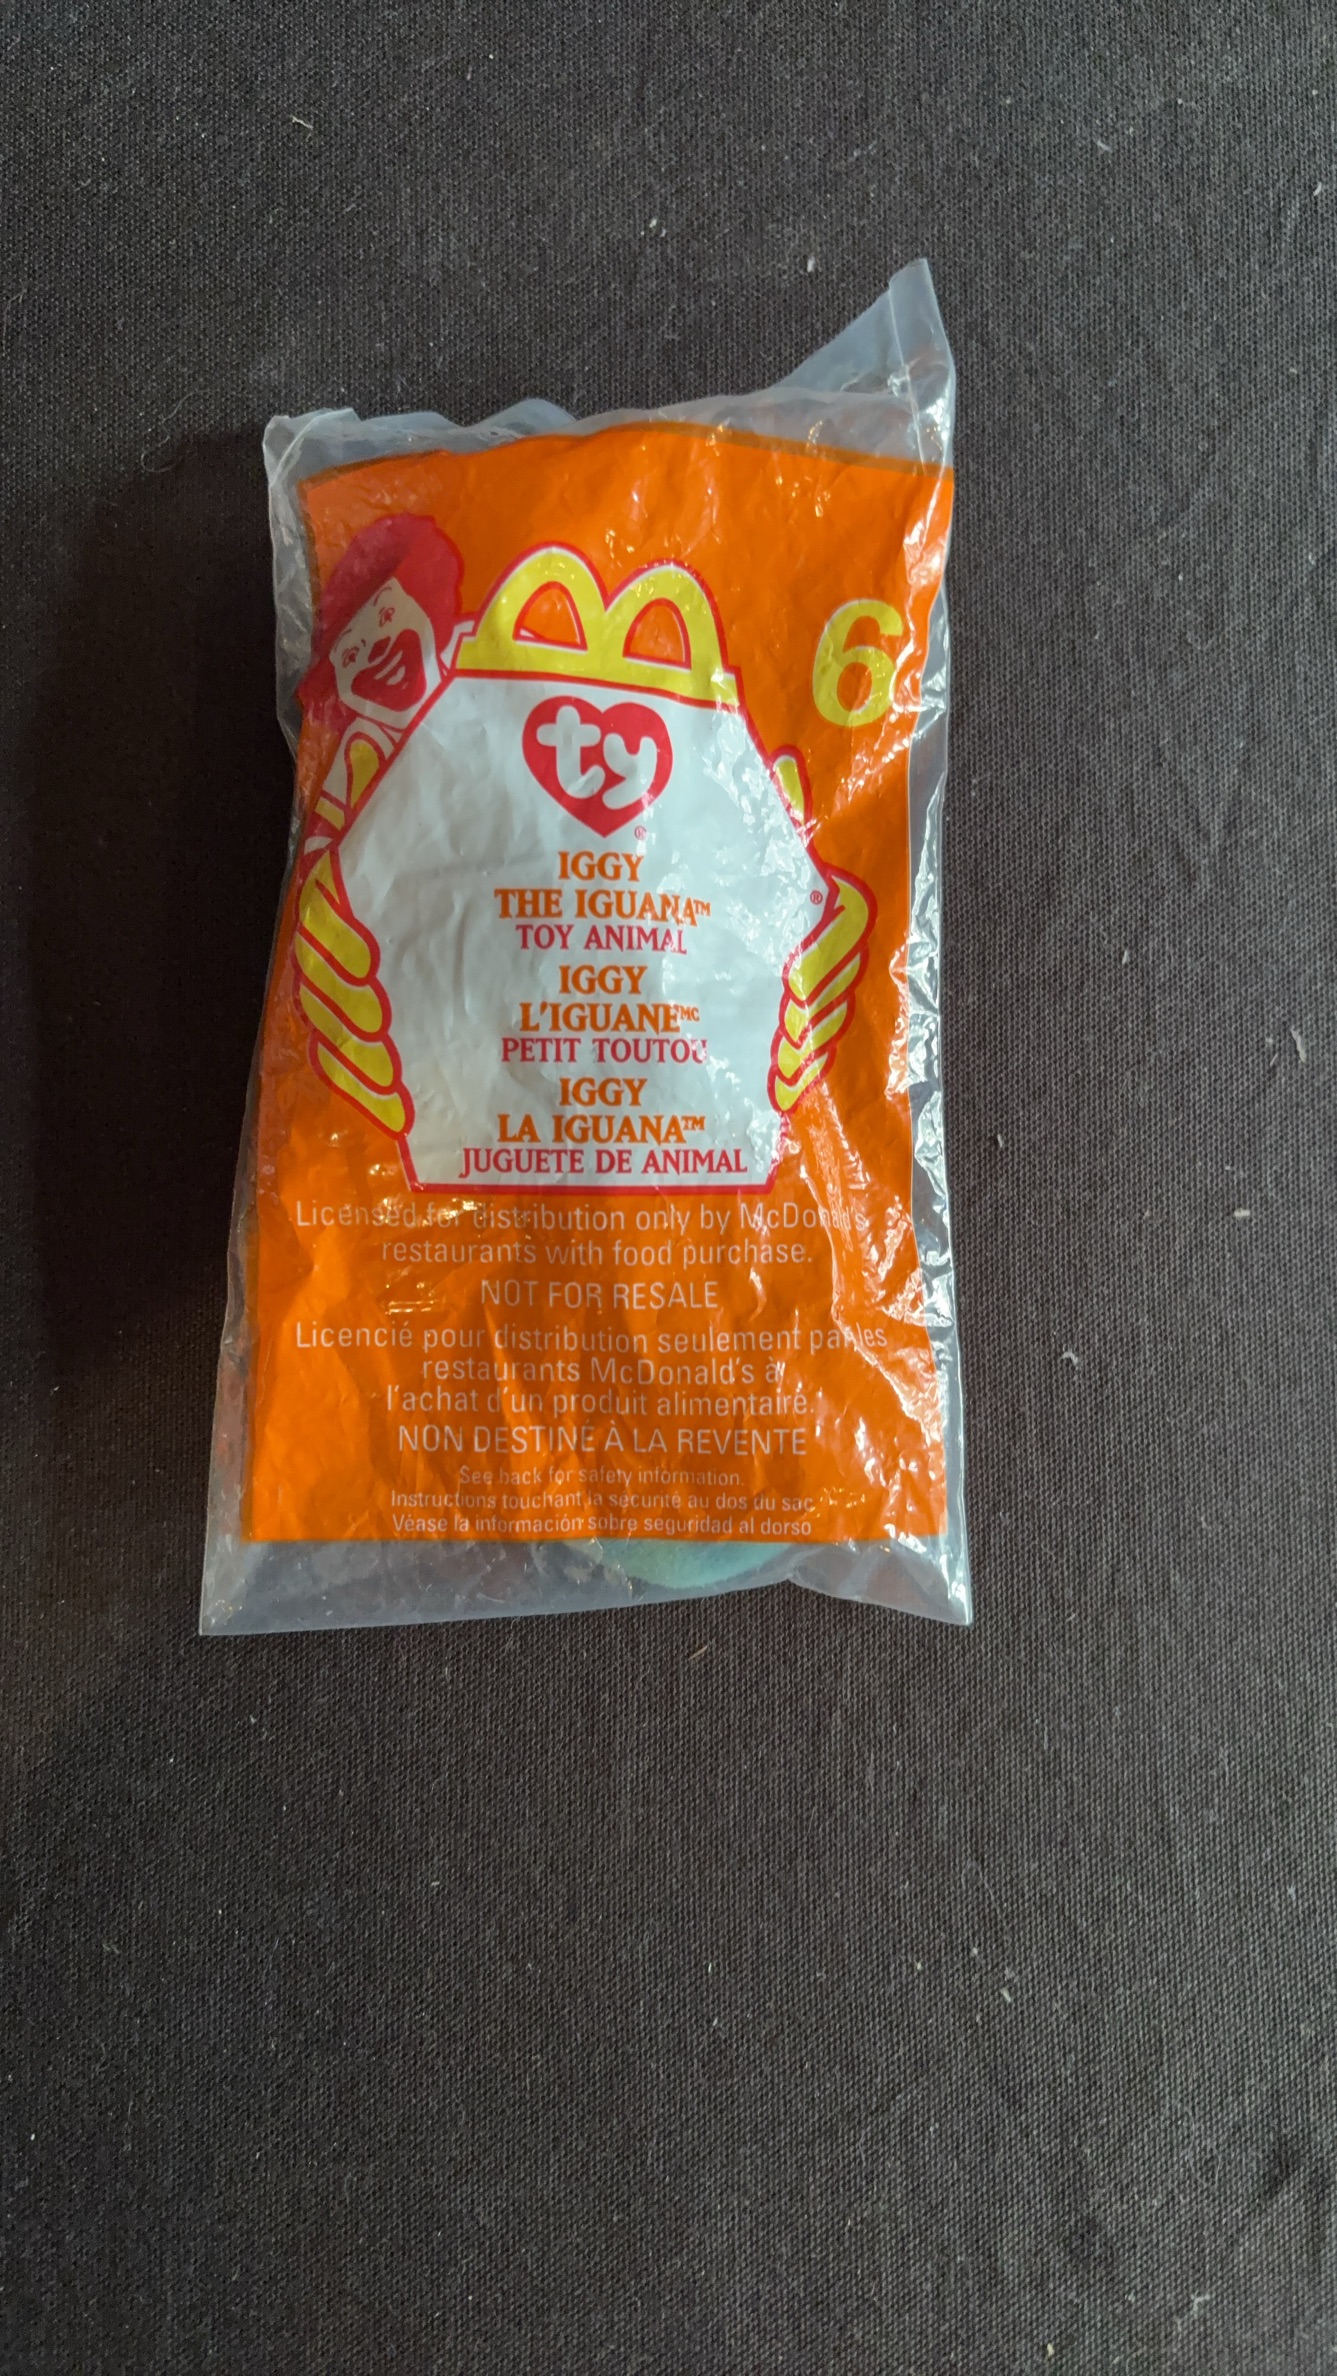 6
ty®
IGGY
THE IGUANA™
®
TOY ANIMAL
IGGY
L'IGUANEᴹᶜ
PETIT TOUTOU
IGGY
LA IGUANA™
JUGUETE DE ANIMAL
Licensed for distribution only by McDonald's
restaurants with food purchase.
NOT FOR RESALE
Licencié pour distribution seulement par les
restaurants McDonald's à
l'achat d'un produit alimentaire.
NON DESTINÉ À LA REVENTE
See back for safety information.
Instructions touchant la sécurité au dos du sac.
Véase la información sobre seguridad al dorso